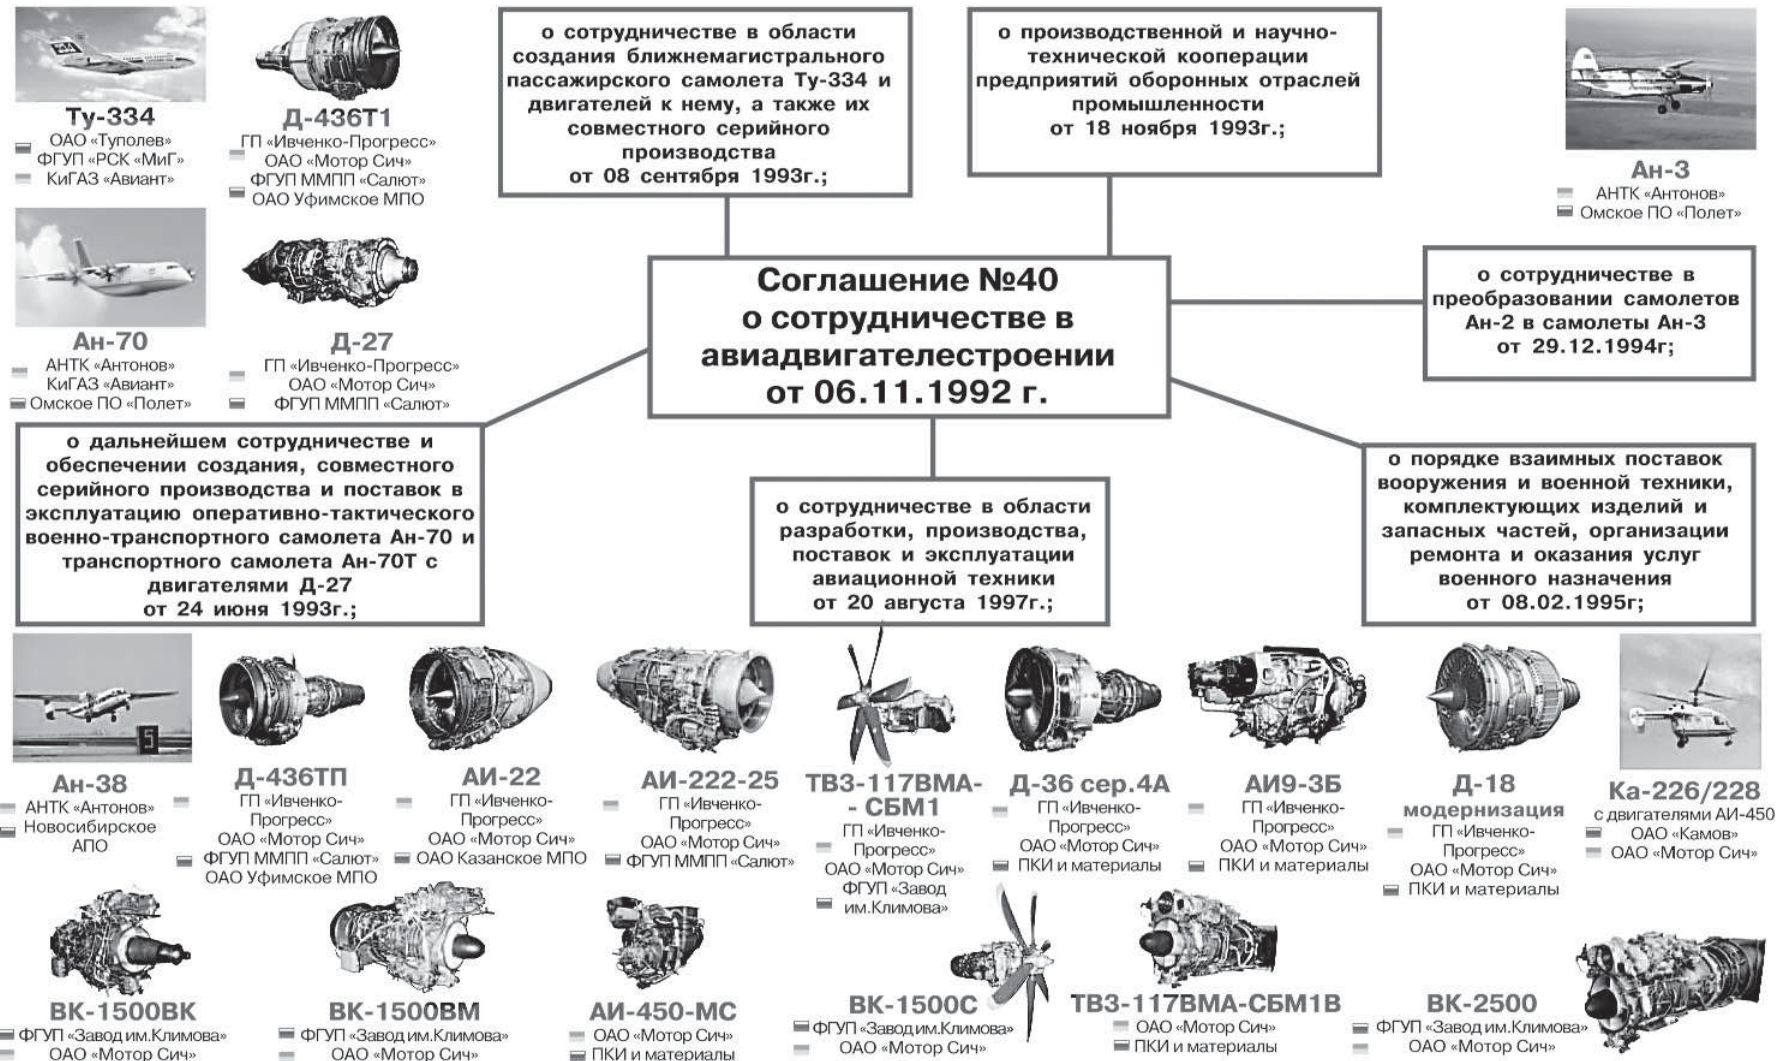 о сотрудничестве в области
создания ближнемагистрального
пассажирского самолета Ту-334 и
двигателей к нему, а также их
совместного серийного
производства
от 08 сентября 1993г.;
о производственной и научно-
технической кооперации
предприятий оборонных отраслей
промышленности
от 18 ноября 1993г.;
Ту-334
ОАО «Туполев»
ФГУП «РСК «МиГ»
КиГАЗ «Авиант»
Д-436Т1
ГП «Ивченко-Прогресс»
ОАО «Мотор Сич»
ФГУП ММПП «Салют»
ОАО Уфимское МПО
Ан-3
АНТК «Антонов»
Омское ПО «Полет»
Ан-70
АНТК «Антонов»
КиГАЗ «Авиант»
Омское ПО «Полет»
Д-27
ГП «Ивченко-Прогресс»
ОАО «Мотор Сич»
ФГУП ММПП «Салют»
Соглашение №40
о сотрудничестве в
авиадвигателестроении
от 06.11.1992 г.
о сотрудничестве в
преобразовании самолетов
Ан-2 в самолеты Ан-3
от 29.12.1994г;
о дальнейшем сотрудничестве и
обеспечении создания, совместного
серийного производства и поставок в
эксплуатацию оперативно-тактического
военно-транспортного самолета Ан-70 и
транспортного самолета Ан-70Т с
двигателями Д-27
от 24 июня 1993г.;
о сотрудничестве в области
разработки, производства,
поставок и эксплуатации
авиационной техники
от 20 августа 1997г.;
о порядке взаимных поставок
вооружения и военной техники,
комплектующих изделий и
запасных частей, организации
ремонта и оказания услуг
военного назначения
от 08.02.1995г;
5
Ан-38
АНТК «Антонов»
Новосибирское
АПО
Д-436ТП
ГП «Ивченко-
Прогресс»
ОАО «Мотор Сич»
ФГУП ММПП «Салют»
ОАО Уфимское МПО
АИ-22
ГП «Ивченко-
Прогресс»
ОАО «Мотор Сич»
ОАО Казанское МПО
АИ-222-25
ГП «Ивченко-
Прогресс»
ОАО «Мотор Сич»
ФГУП ММПП «Салют»
ТВ3-117ВМА-
- СБМ1
ГП «Ивченко-
Прогресс»
ОАО «Мотор Сич»
ФГУП «Завод
им.Климова»
Д-36 сер.4А
ГП «Ивченко-
Прогресс»
ОАО «Мотор Сич»
ПКИ и материалы
АИ9-3Б
ГП «Ивченко-
Прогресс»
ОАО «Мотор Сич»
ПКИ и материалы
Д-18
модернизация
ГП «Ивченко-
Прогресс»
ОАО «Мотор Сич»
ПКИ и материалы
Ка-226/228
с двигателями АИ-450
ОАО «Камов»
ОАО «Мотор Сич»
ВК-1500ВК
ФГУП «Завод им.Климова»
ОАО «Мотор Сич»
ВК-1500ВМ
ФГУП «Завод им.Климова»
ОАО «Мотор Сич»
АИ-450-МС
ОАО «Мотор Сич»
ПКИ и материалы
ВК-1500С
ФГУП «Завод им.Климова»
ОАО «Мотор Сич»
ТВ3-117ВМА-СБМ1В
ОАО «Мотор Сич»
ПКИ и материалы
ВК-2500
ФГУП «Завод им.Климова»
ОАО «Мотор Сич»